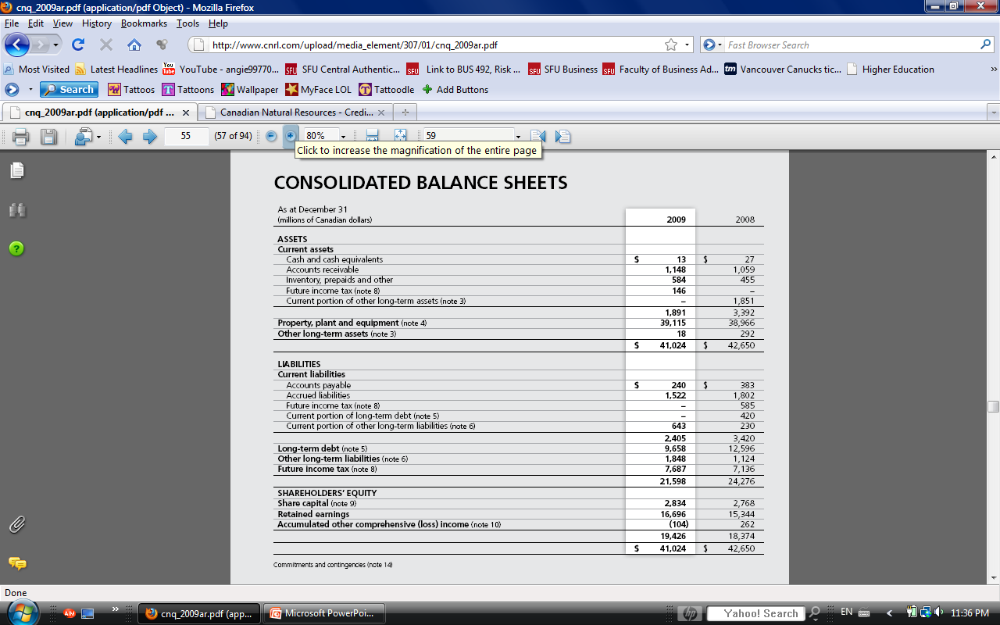 cnq_2009ar.pdf (application/pdf Object) - Mozilla Firefox
File Edit View History Bookmarks Tools Help
http://www.cnrl.com/upload/media_element/307/01/cnq_2009ar.pdf Fast Browser Search
Most Visited Latest Headlines You Tube YouTube - angie99770... SFU SFU Central Authentic... SFU Link to BUS 492, Risk ... SFU SFU Business SFU Faculty of Business Ad... tm Vancouver Canucks tic... Higher Education »
Search Tattoos Tattoons Wallpaper MyFace LOL Tattoodle Add Buttons
cnq_2009ar.pdf (application/pdf ... Canadian Natural Resources - Credi...
55 (57 of 94) 80% 59
Click to increase the magnification of the entire page
CONSOLIDATED BALANCE SHEETS
As at December 31
(millions of Canadian dollars) 2009 2008
ASSETS
Current assets
Cash and cash equivalents $ 13 $ 27
Accounts receivable 1,148 1,059
Inventory, prepaids and other 584 455
Future income tax (note 8) 146 –
Current portion of other long-term assets (note 3) – 1,851
1,891 3,392
Property, plant and equipment (note 4) 39,115 38,966
Other long-term assets (note 3) 18 292
$ 41,024 $ 42,650
LIABILITIES
Current liabilities
Accounts payable $ 240 $ 383
Accrued liabilities 1,522 1,802
Future income tax (note 8) – 585
Current portion of long-term debt (note 5) – 420
Current portion of other long-term liabilities (note 6) 643 230
2,405 3,420
Long-term debt (note 5) 9,658 12,596
Other long-term liabilities (note 6) 1,848 1,124
Future income tax (note 8) 7,687 7,136
21,598 24,276
SHAREHOLDERS' EQUITY
Share capital (note 9) 2,834 2,768
Retained earnings 16,696 15,344
Accumulated other comprehensive (loss) income (note 10) (104) 262
19,426 18,374
$ 41,024 $ 42,650
Commitments and contingencies (note 14)
Done
AIM » cnq_2009ar.pdf (app... Microsoft PowerPoi... hp Yahoo! Search EN 11:36 PM